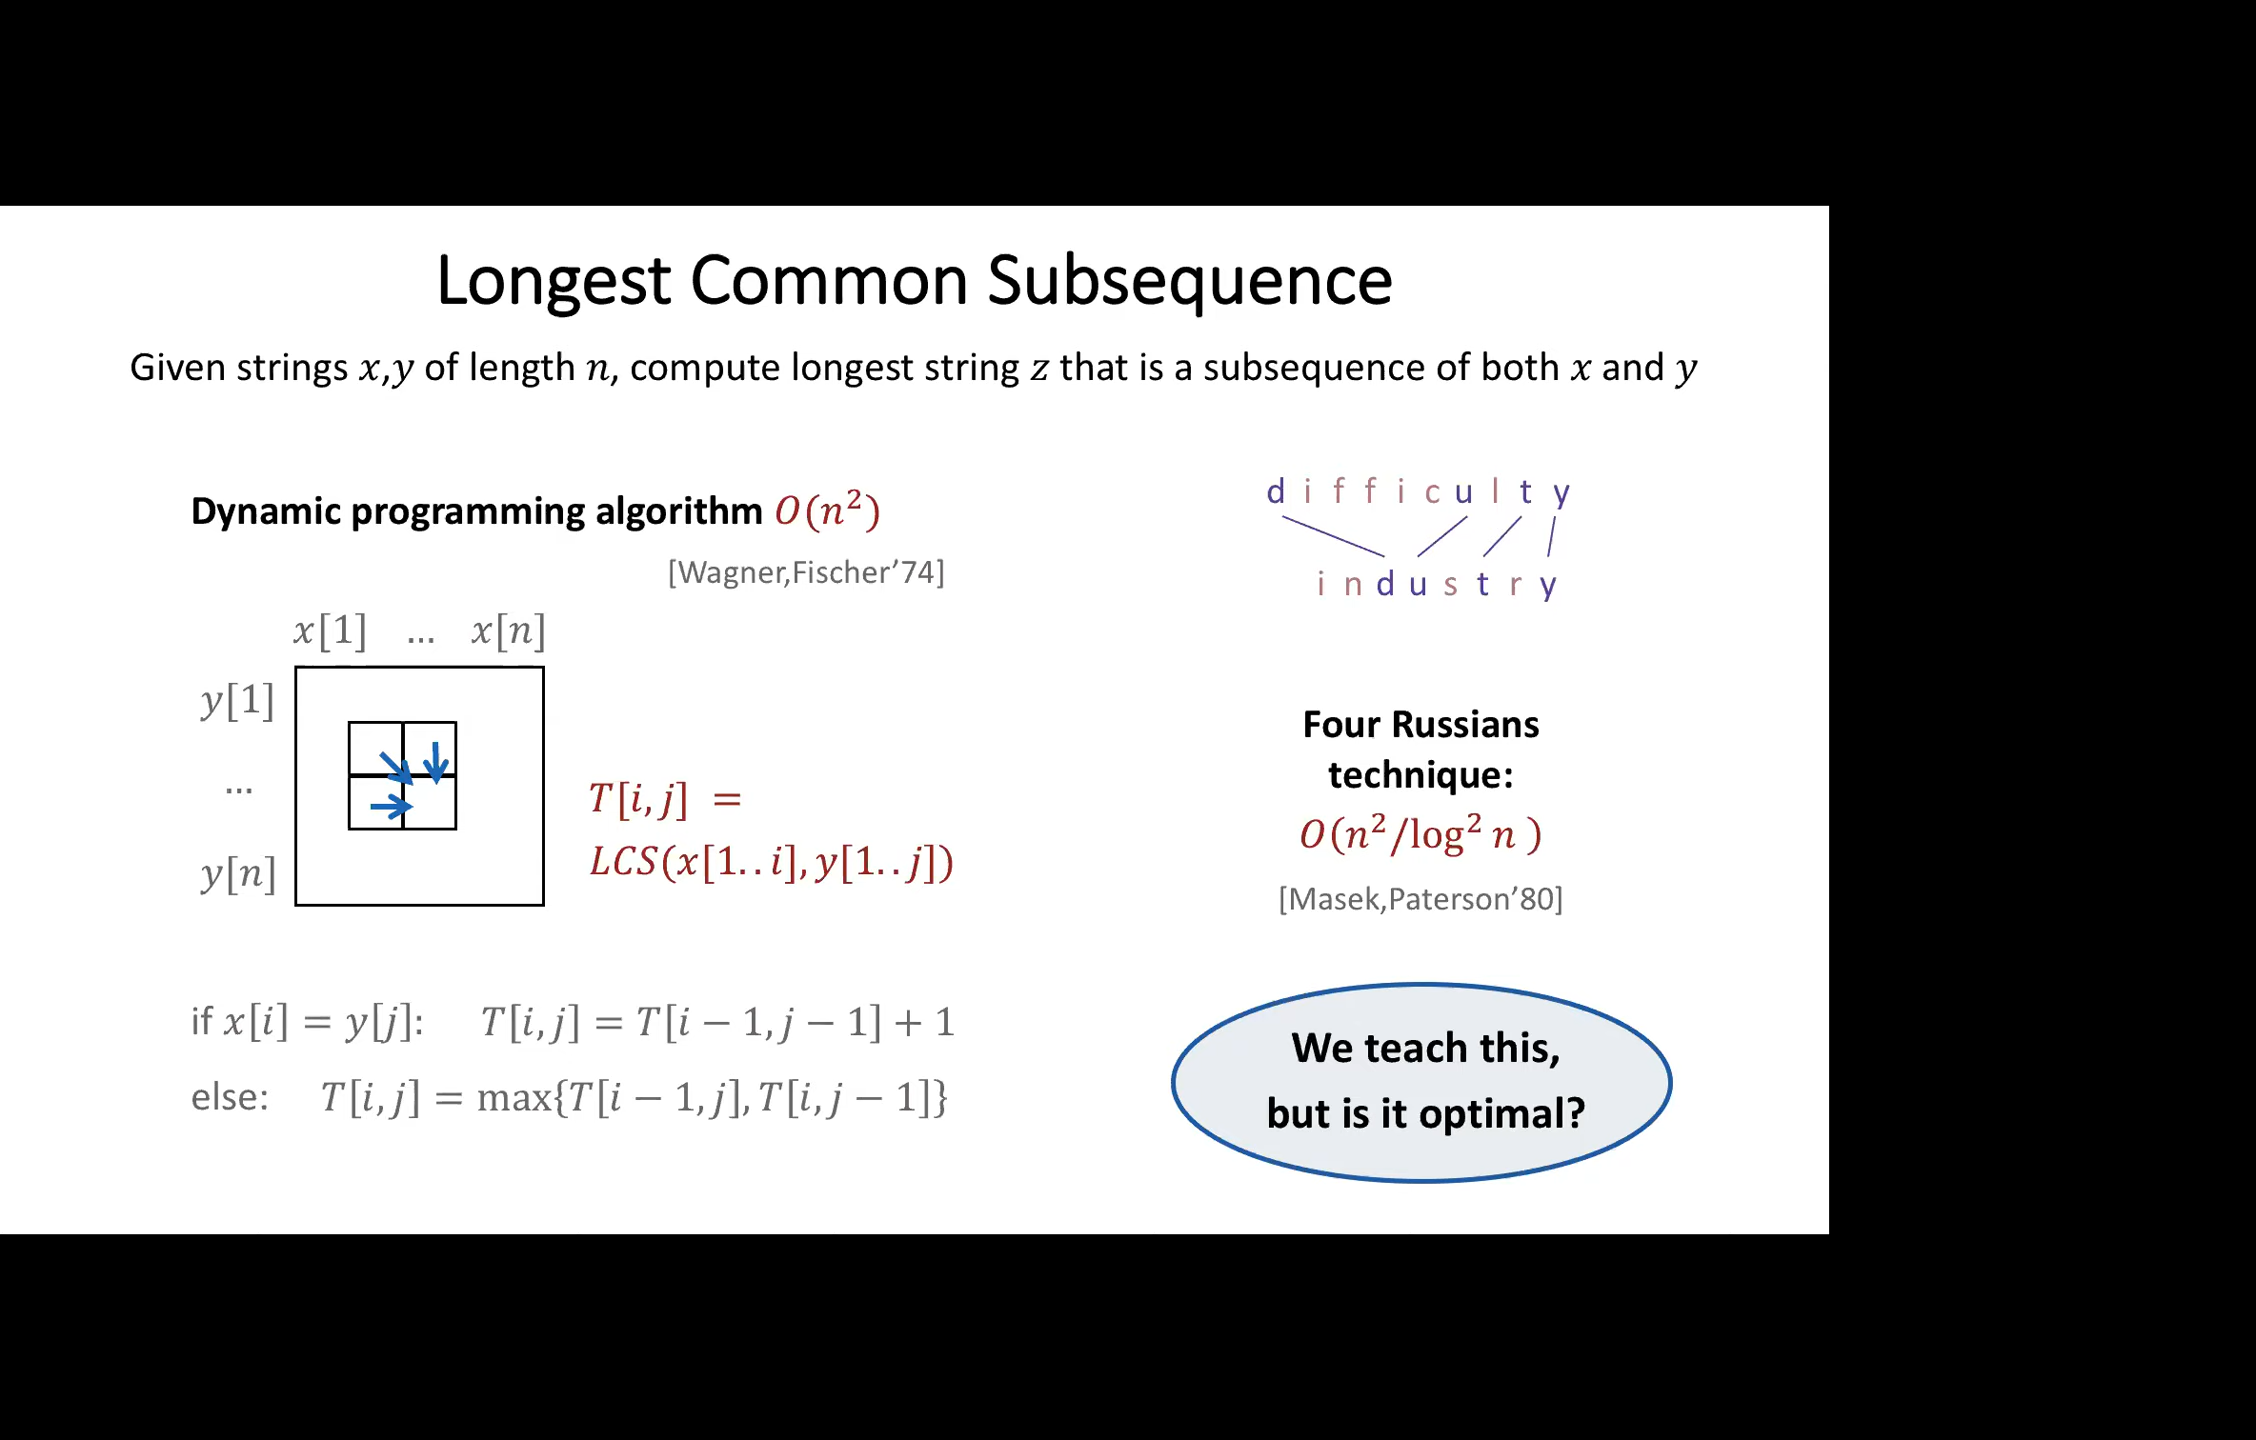 Longest Common Subsequence
Given strings x,y of length n, compute longest string z that is a subsequence of both x and y
Dynamic programming algorithm O(n²)
[Wagner,Fischer’74]
x[1] … x[n]
y[1]
…
y[n]
T[i,j] =
LCS(x[1..i],y[1..j])
if x[i] = y[j]: T[i,j] = T[i − 1,j − 1] + 1
else: T[i,j] = max{T[i − 1,j],T[i,j − 1]}
d i f f i c u l t y
i n d u s t r y
Four Russians
technique:
O(n²/log² n )
[Masek,Paterson’80]
We teach this,
but is it optimal?